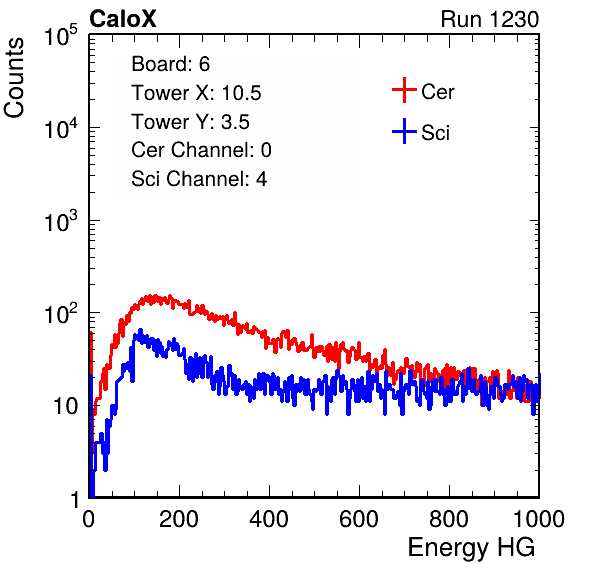 CaloX Run 1230
Counts
10^5
10^4
10^3
10^2
10
1
Board: 6
Tower X: 10.5
Tower Y: 3.5
Cer Channel: 0
Sci Channel: 4
Cer
Sci
0 200 400 600 800 1000
Energy HG